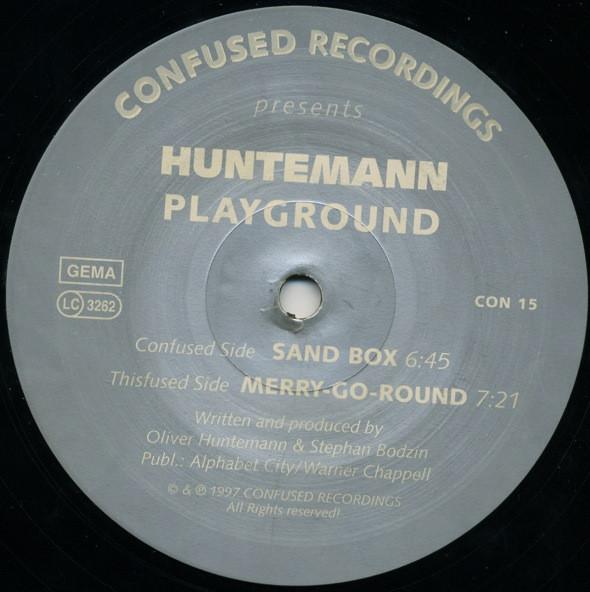 CONFUSED RECORDINGS
presents
HUNTEMANN
PLAYGROUND
GEMA
LC 3262
CON 15
Confused Side SAND BOX 6:45
Thisfused Side MERRY-GO-ROUND 7:21
Written and produced by
Oliver Huntemann & Stephan Bodzin
Publ.: Alphabet City/Warner Chappell
© & ℗ 1997 CONFUSED RECORDINGS
All Rights reserved!